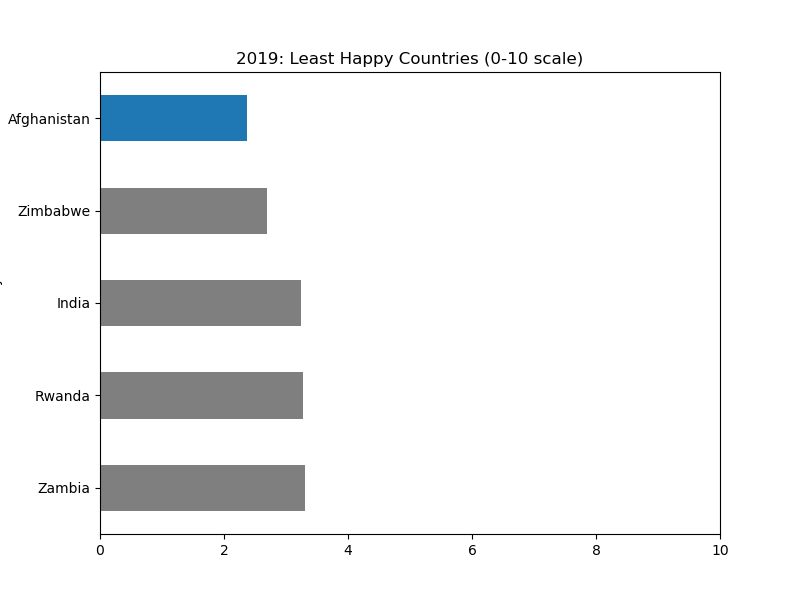 2019: Least Happy Countries (0-10 scale)
Afghanistan
Zimbabwe
India
Rwanda
Zambia
0 2 4 6 8 10